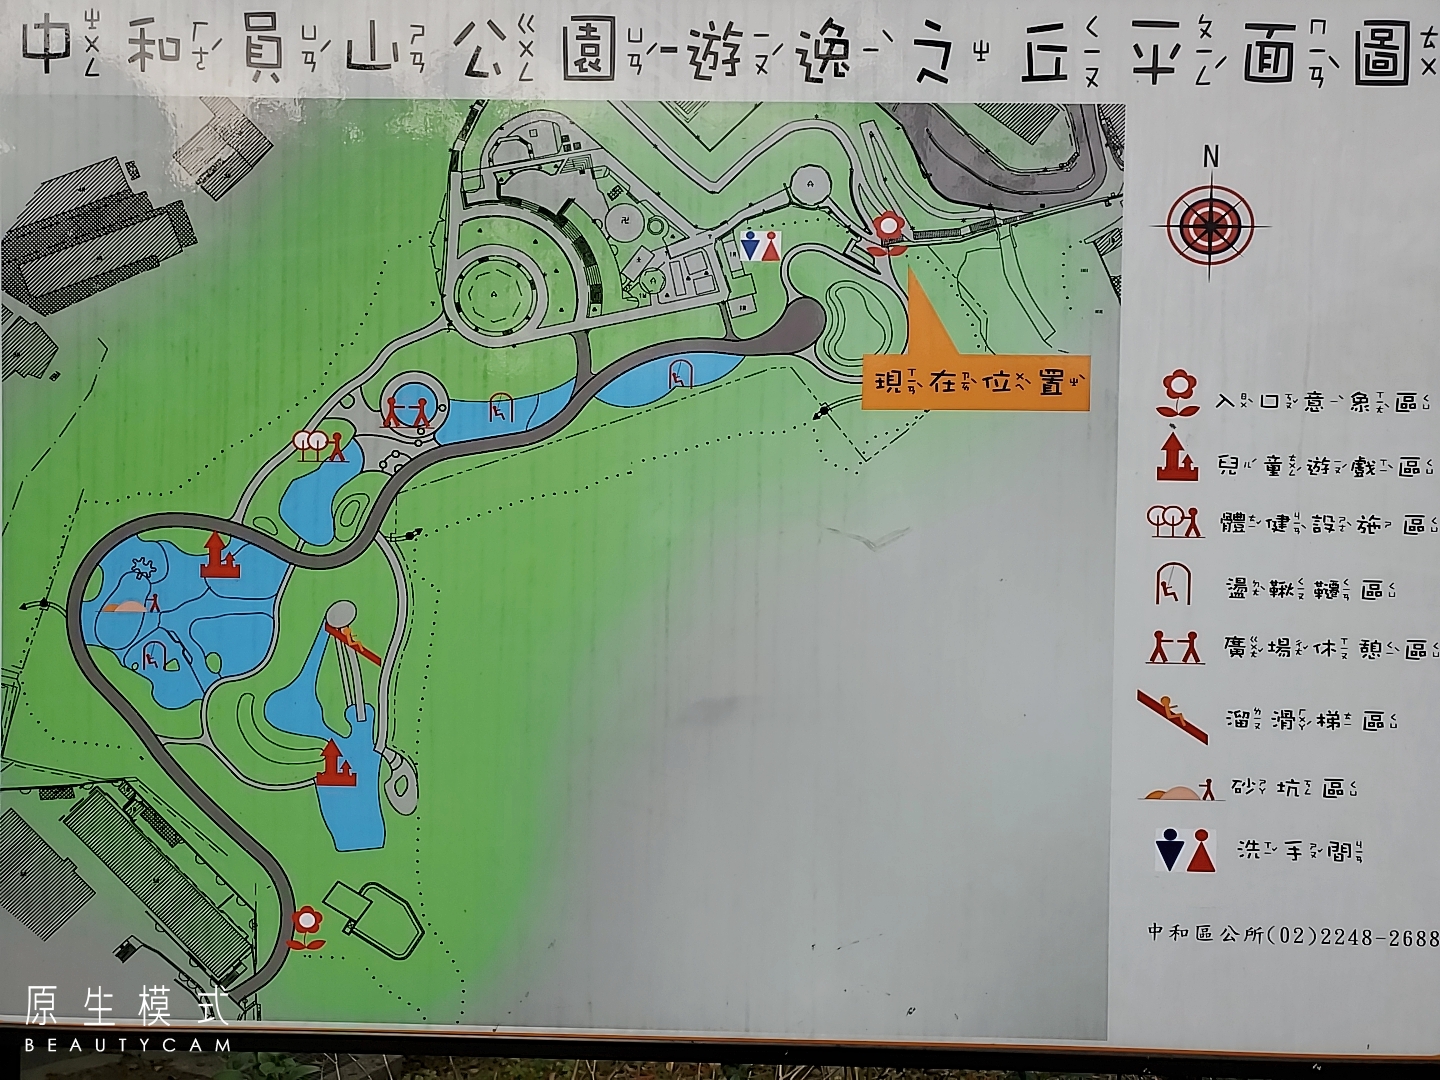 中和員山公園-遊逸之丘平面圖
N
現在位置
入口意象區
兒童遊戲區
體健設施區
盪鞦韆區
廣場休憩區
溜滑梯區
砂坑區
洗手間
中和區公所(02)2248-2688
原生模式
BEAUTYCAM